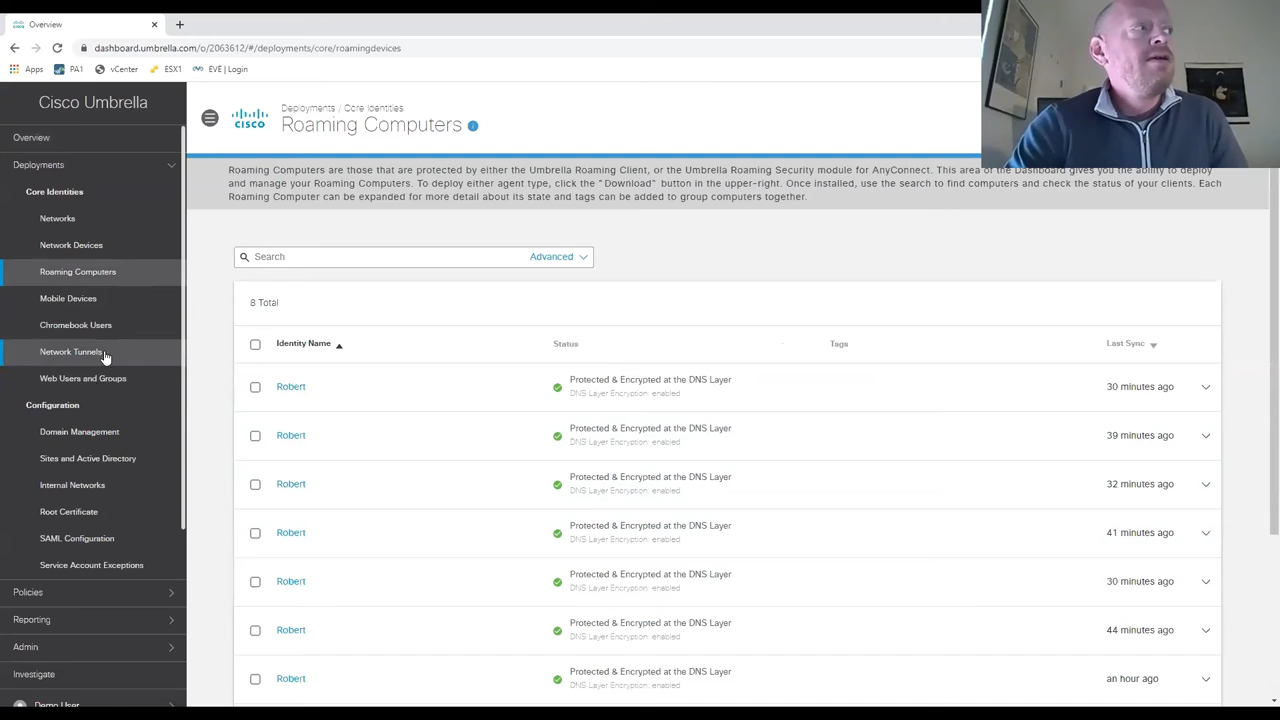 Overview
dashboard.umbrella.com/o/2063612/#/deployments/core/roamingdevices
Apps PA1 vCenter ESX1 EVE | Login
Cisco Umbrella
Overview
Deployments
Core Identities
Networks
Network Devices
Roaming Computers
Mobile Devices
Chromebook Users
Network Tunnels
Web Users and Groups
Configuration
Domain Management
Sites and Active Directory
Internal Networks
Root Certificate
SAML Configuration
Service Account Exceptions
Policies
Reporting
Admin
Investigate
Demo User
CISCO
Deployments / Core Identities
Roaming Computers
Roaming Computers are those that are protected by either the Umbrella Roaming Client, or the Umbrella Roaming Security module for AnyConnect. This area of the Dashboard gives you the ability to deploy
and manage your Roaming Computers. To deploy either agent type, click the "Download" button in the upper-right. Once installed, use the search to find computers and check the status of your clients. Each
Roaming Computer can be expanded for more detail about its state and tags can be added to group computers together.
Search Advanced
8 Total
Identity Name Status Tags Last Sync
Robert Protected & Encrypted at the DNS Layer 30 minutes ago
DNS Layer Encryption: enabled
Robert Protected & Encrypted at the DNS Layer 39 minutes ago
DNS Layer Encryption: enabled
Robert Protected & Encrypted at the DNS Layer 32 minutes ago
DNS Layer Encryption: enabled
Robert Protected & Encrypted at the DNS Layer 41 minutes ago
DNS Layer Encryption: enabled
Robert Protected & Encrypted at the DNS Layer 30 minutes ago
DNS Layer Encryption: enabled
Robert Protected & Encrypted at the DNS Layer 44 minutes ago
DNS Layer Encryption: enabled
Robert Protected & Encrypted at the DNS Layer an hour ago
DNS Layer Encryption: enabled